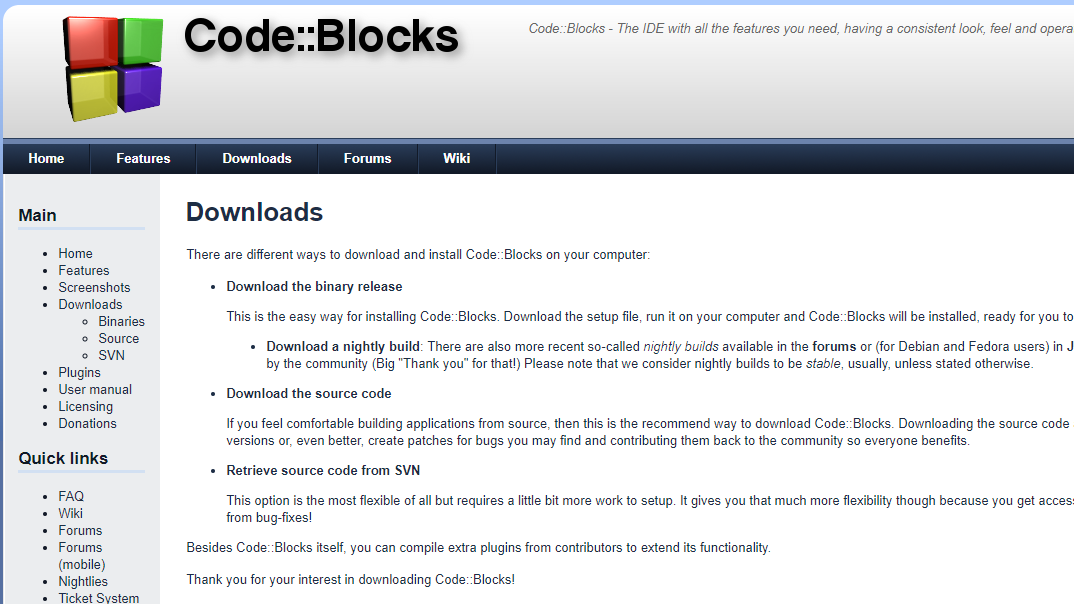 Code::Blocks
Code::Blocks - The IDE with all the features you need, having a consistent look, feel and opera
Home Features Downloads Forums Wiki
Main
Home
Features
Screenshots
Downloads
Binaries
Source
SVN
Plugins
User manual
Licensing
Donations
Quick links
FAQ
Wiki
Forums
Forums
(mobile)
Nightlies
Ticket System
Downloads
There are different ways to download and install Code::Blocks on your computer:
Download the binary release
This is the easy way for installing Code::Blocks. Download the setup file, run it on your computer and Code::Blocks will be installed, ready for you to
Download a nightly build: There are also more recent so-called nightly builds available in the forums or (for Debian and Fedora users) in J
by the community (Big "Thank you" for that!) Please note that we consider nightly builds to be stable, usually, unless stated otherwise.
Download the source code
If you feel comfortable building applications from source, then this is the recommend way to download Code::Blocks. Downloading the source code
versions or, even better, create patches for bugs you may find and contributing them back to the community so everyone benefits.
Retrieve source code from SVN
This option is the most flexible of all but requires a little bit more work to setup. It gives you that much more flexibility though because you get acces
from bug-fixes!
Besides Code::Blocks itself, you can compile extra plugins from contributors to extend its functionality.
Thank you for your interest in downloading Code::Blocks!